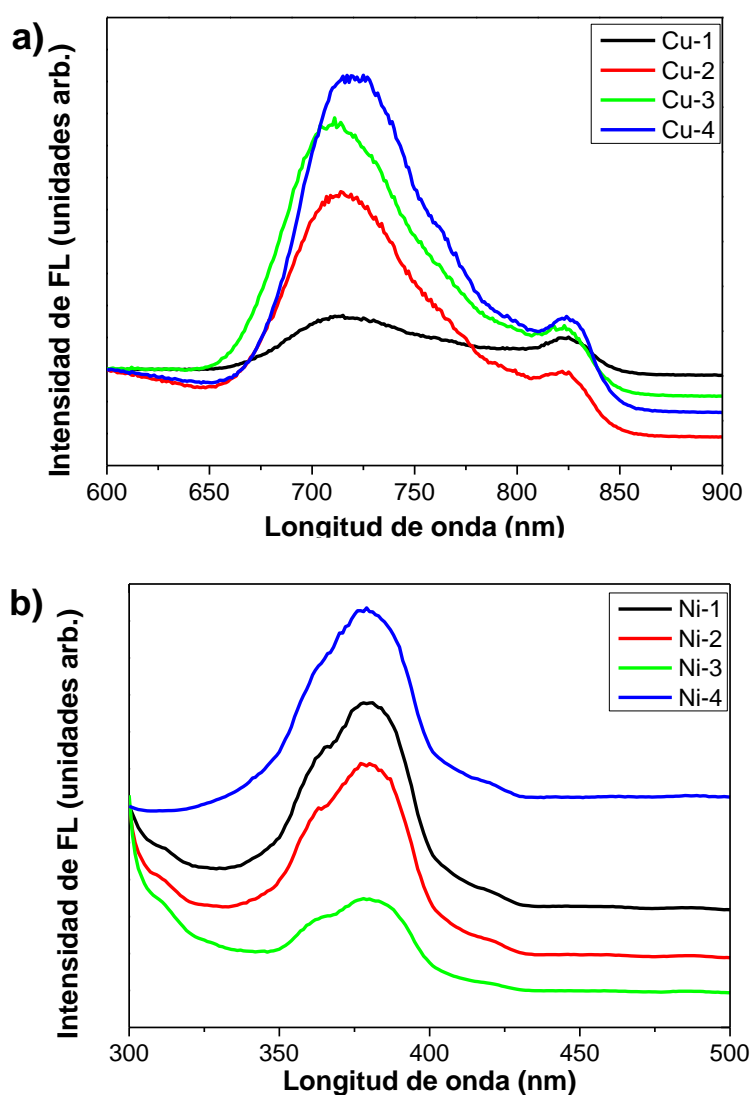 a)
Cu-1
Cu-2
Cu-3
Cu-4
Intensidad de FL (unidades arb.)
600 650 700 750 800 850 900
Longitud de onda (nm)
b)
Ni-1
Ni-2
Ni-3
Ni-4
Intensidad de FL (unidades arb.)
300 350 400 450 500
Longitud de onda (nm)